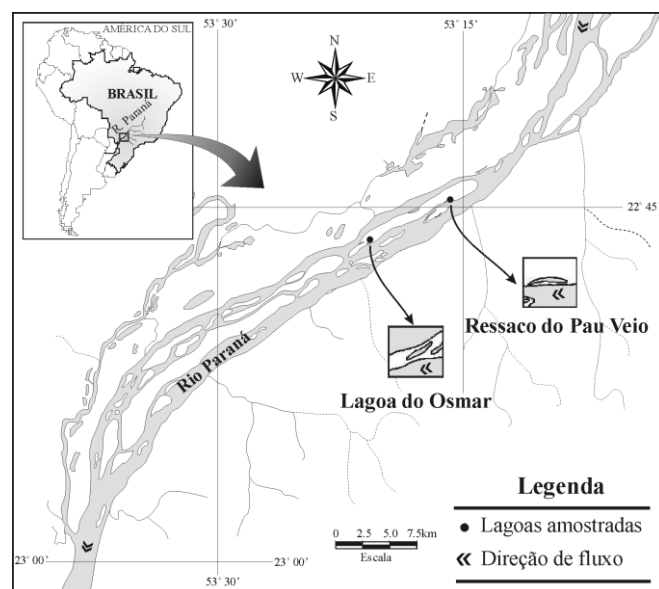 AMÉRICA DO SUL
BRASIL
R. Paraná
53 30'
53 15'
N
W E
S
22 45'
Ressaco do Pau Veio
Lagoa do Osmar
Rio Paraná
Legenda
Lagoas amostradas
« Direção de fluxo
0 2.5 5.0 7.5km
Escala
23 00'
23 00'
53 30'